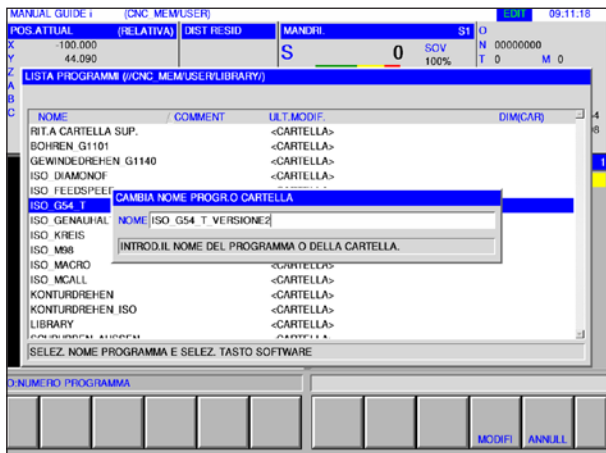 MANUAL GUIDE i (CNC_MEM/USER) EDIT 09.11.18
POS.ATTUAL (RELATIVA) DIST RESID MANDRI. S1 O
X -100.000 S 0 SOV 100% N 00000000
Y 44.090 T 0 M 0
Z
A
B
C
LISTA PROGRAMMI (//CNC_MEM/USER/LIBRARY/)
NOME / COMMENT ULT.MODIF. DIM(CAR)
RIT.A CARTELLA SUP. <CARTELLA>
BOHREN_G1101 <CARTELLA>
GEWINDEDREHEN_G1140 <CARTELLA>
ISO_DIAMONOF <CARTELLA>
ISO_FEEDSPEED
ISO_G54_T
ISO_GENAUHAL
ISO_KREIS
ISO_M98
ISO_MACRO <CARTELLA>
ISO_MCALL <CARTELLA>
KONTURDREHEN <CARTELLA>
KONTURDREHEN_ISO <CARTELLA>
LIBRARY <CARTELLA>
CAMBIA NOME PROGR.O CARTELLA
NOME ISO_G54_T_VERSIONE2
INTROD.IL NOME DEL PROGRAMMA O DELLA CARTELLA.
SELEZ. NOME PROGRAMMA E SELEZ. TASTO SOFTWARE
O:NUMERO PROGRAMMA
MODIFI ANNULL